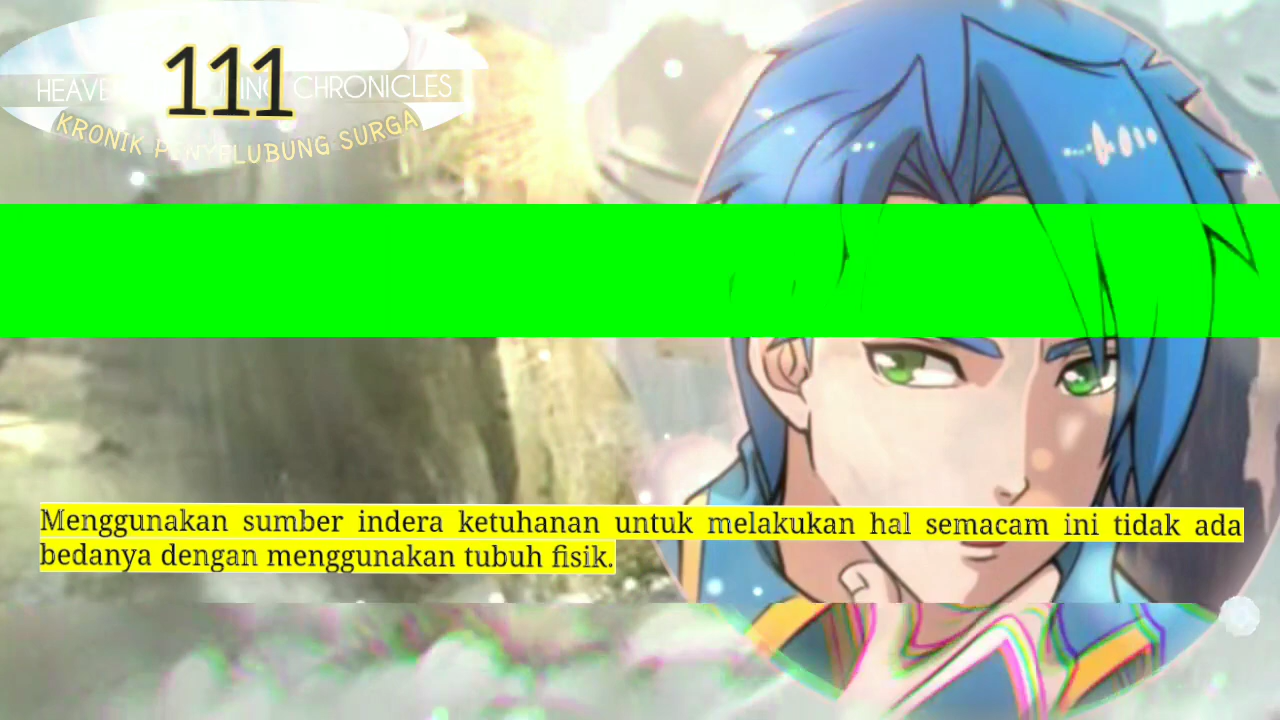 111
HEAVE ING CHRONICLES
KRONIK PENYELUBUNG SURGA
Menggunakan sumber indera ketuhanan untuk melakukan hal semacam ini tidak ada
bedanya dengan menggunakan tubuh fisik.